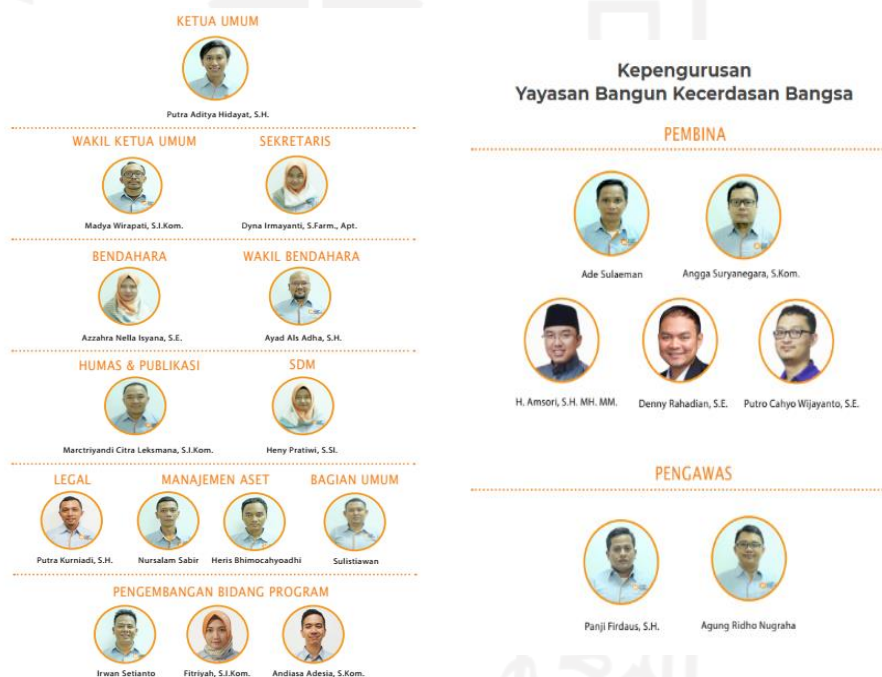 KETUA UMUM
Putra Aditya Hidayat, S.H.
WAKIL KETUA UMUM
SEKRETARIS
Madya Wirapati, S.I.Kom.
Dyna Irmayanti, S.Farm., Apt.
BENDAHARA
WAKIL BENDAHARA
Azzahra Nella Isyana, S.E.
Ayad Als Adha, S.H.
HUMAS & PUBLIKASI
SDM
Marctriyandi Citra Leksmana, S.I.Kom.
Heny Pratiwi, S.SI.
LEGAL
MANAJEMEN ASET
BAGIAN UMUM
Putra Kurniadi, S.H.
Nursalam Sabir
Heris Bhimocahyoadhi
Sulistiawan
PENGEMBANGAN BIDANG PROGRAM
Irwan Setianto
Fitriyah, S.I.Kom.
Andiasa Adesia, S.Kom.
Kepengurusan
Yayasan Bangun Kecerdasan Bangsa
PEMBINA
Ade Sulaeman
Angga Suryanegara, S.Kom.
H. Amsori, S.H. MH. MM.
Denny Rahadian, S.E.
Putro Cahyo Wijayanto, S.E.
PENGAWAS
Panji Firdaus, S.H.
Agung Ridho Nugraha